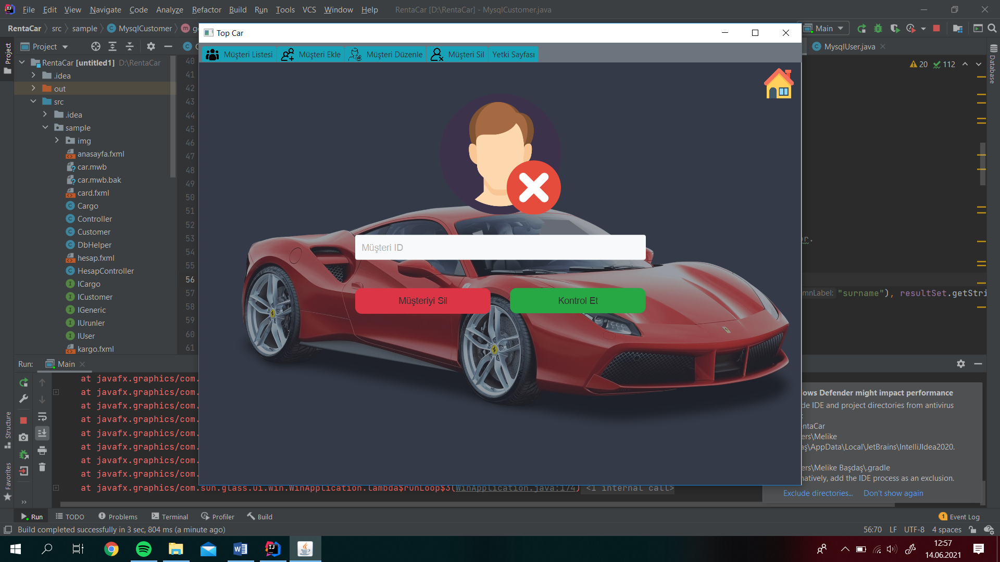 File Edit View Navigate Code Analyze Refactor Build Run Tools VCS Window Help RentaCar [D:\RentaCar] - MysqlCustomer.java
RentaCar src sample MysqlCustomer Main
Top Car
Project MysqlUser.java
Müşteri Listesi Müşteri Ekle Müşteri Düzenle Müşteri Sil Yetki Sayfası
Project
Database
20 112
RentaCar [untitled1] D:\RentaCar
.idea
out
src
.idea
sample
img
anasayfa.fxml
car.mwb
car.mwb.bak
card.fxml
Cargo
Controller
Customer
DbHelper
hesap.fxml
HesapController
ICargo
ICustomer
IGeneric
IUrunler
IUser
kargo.fxml
40
41
42
43
44
45
46
47
48
49
50
51
52
53
54
55
56
57
58
59
60
61
Müşteri ID
Müşteriyi Sil Kontrol Et
mnLabel: "surname"), resultSet.getStri
Run: Main
at javafx.graphics/com.
at javafx.graphics/com.
at javafx.graphics/com.
at javafx.graphics/com.
at javafx.graphics/com.
at javafx.graphics/com.
at javafx.graphics/com.
at javafx.graphics/com.
at javafx.graphics/com.sun.glass.ui.win.WinApplication.lambda$runLoop$3(WinApplication.java:174) <1 internal call>
ows Defender might impact performance
de IDE and project directories from antivirus
:
entaCar
ers\Melike
aş\AppData\Local\JetBrains\IntelliJIdea2020.
ers\Melike Başdaş\.gradle
natively, add the IDE process as an exclusion.
Exclude directories... Don't show again
Structure
Favorites
Run TODO Problems Terminal Profiler Build 1 Event Log
Build completed successfully in 3 sec, 804 ms (a minute ago) 56:70 LF UTF-8 4 spaces
12:57
14.06.2021